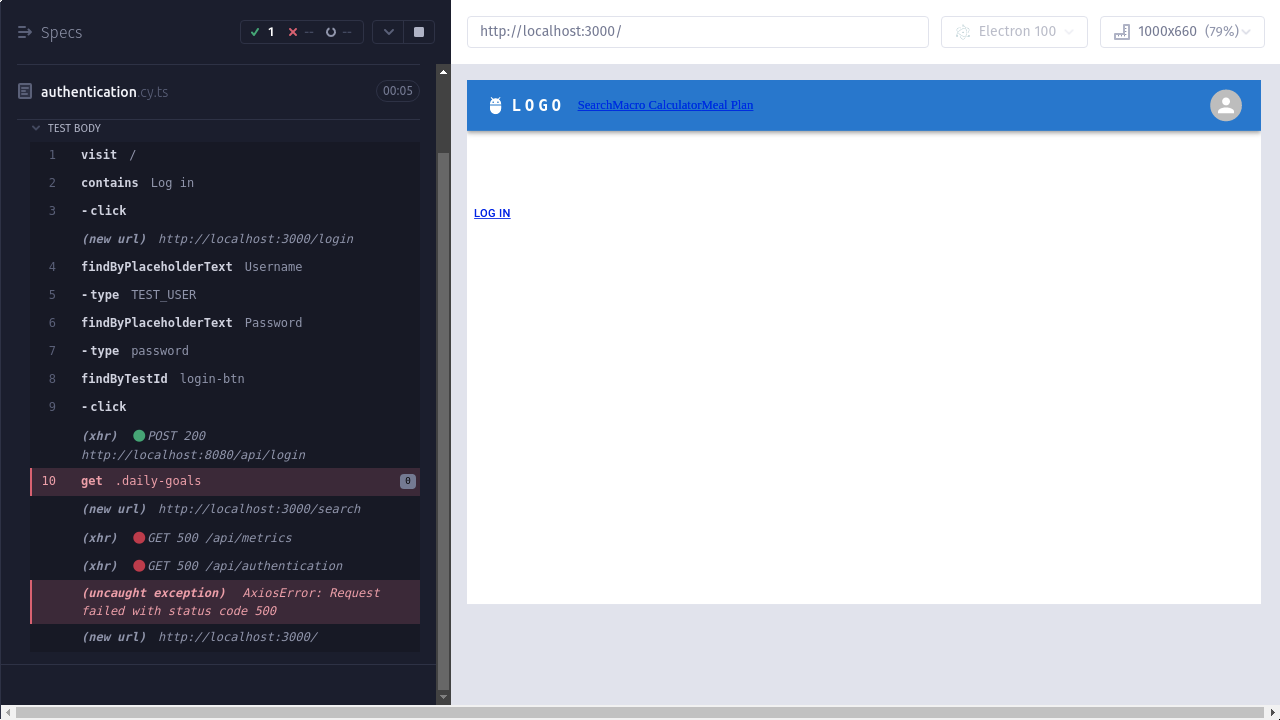 Specs
1
--
--
authentication.cy.ts
00:05
TEST BODY
1 visit /
2 contains Log in
3 -click
(new url) http://localhost:3000/login
4 findByPlaceholderText Username
5 -type TEST_USER
6 findByPlaceholderText Password
7 -type password
8 findByTestId login-btn
9 -click
(xhr) POST 200
http://localhost:8080/api/login
10 get .daily-goals 0
(new url) http://localhost:3000/search
(xhr) GET 500 /api/metrics
(xhr) GET 500 /api/authentication
(uncaught exception) AxiosError: Request
failed with status code 500
(new url) http://localhost:3000/
http://localhost:3000/
Electron 100
1000x660 (79%)
LOGO
SearchMacro CalculatorMeal Plan
LOG IN